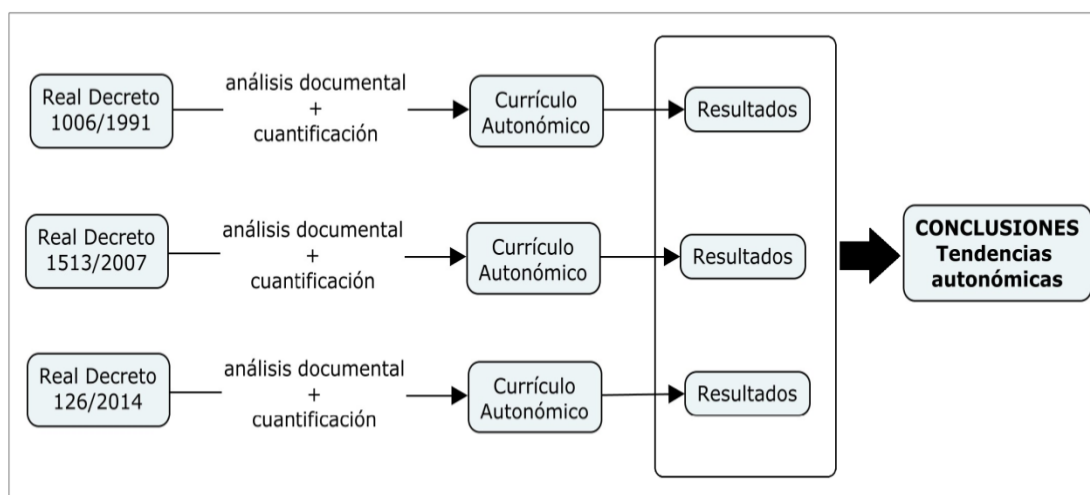 Real Decreto
1006/1991
análisis documental
+
cuantificación
Currículo
Autonómico
Resultados
Real Decreto
1513/2007
análisis documental
+
cuantificación
Currículo
Autonómico
Resultados
CONCLUSIONES
Tendencias
autonómicas
Real Decreto
126/2014
análisis documental
+
cuantificación
Currículo
Autonómico
Resultados